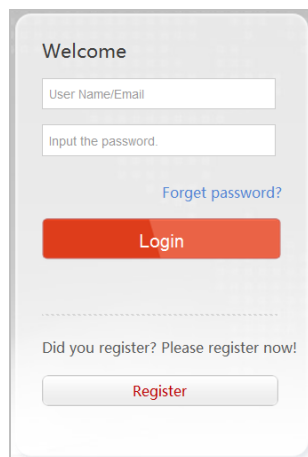 Welcome
User Name/Email
Input the password.
Forget password?
Login
Did you register? Please register now!
Register